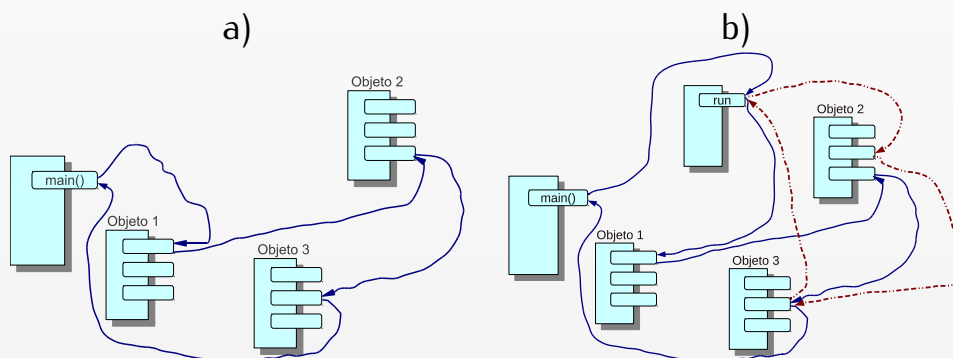 a)
Objeto 2
main()
Objeto 1
Objeto 3
b)
run
Objeto 2
main()
Objeto 1
Objeto 3